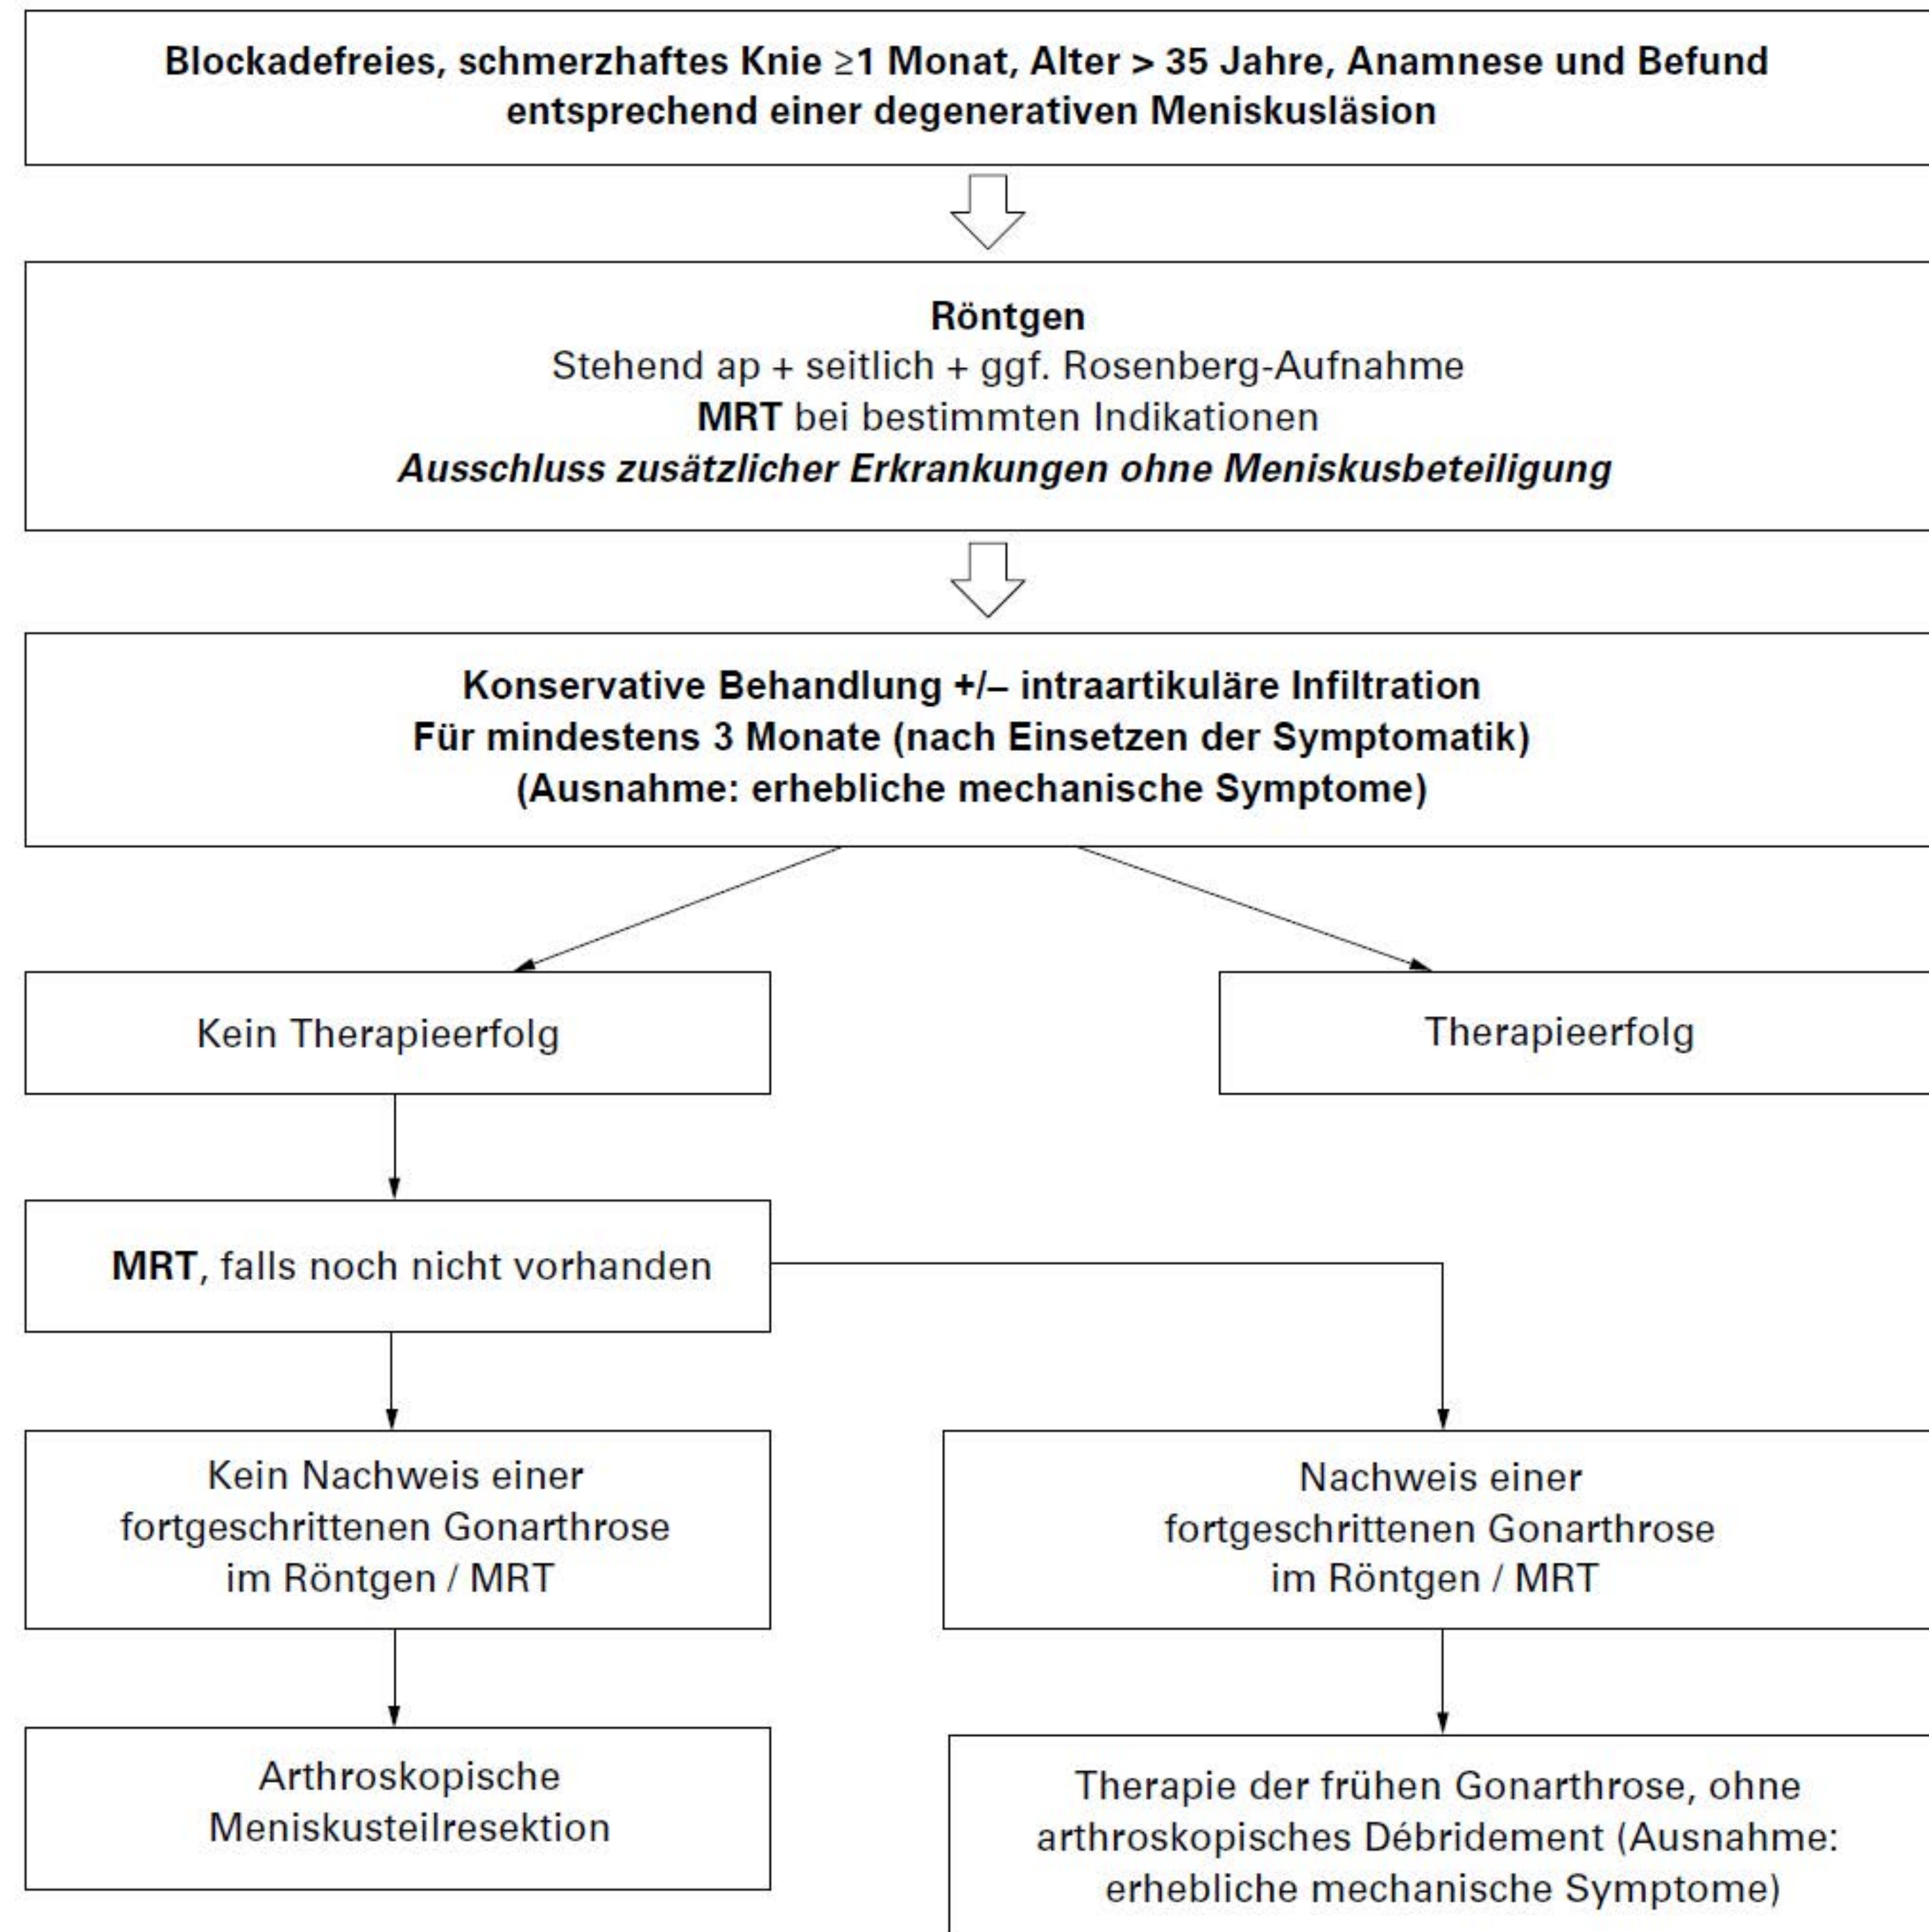 Blockadefreies, schmerzhaftes Knie ≥1 Monat, Alter > 35 Jahre, Anamnese und Befund
entsprechend einer degenerativen Meniskusläsion
Röntgen
Stehend ap + seitlich + ggf. Rosenberg-Aufnahme
MRT bei bestimmten Indikationen
Ausschluss zusätzlicher Erkrankungen ohne Meniskusbeteiligung
Konservative Behandlung +/– intraartikuläre Infiltration
Für mindestens 3 Monate (nach Einsetzen der Symptomatik)
(Ausnahme: erhebliche mechanische Symptome)
Kein Therapieerfolg
Therapieerfolg
MRT, falls noch nicht vorhanden
Kein Nachweis einer
fortgeschrittenen Gonarthrose
im Röntgen / MRT
Nachweis einer
fortgeschrittenen Gonarthrose
im Röntgen / MRT
Arthroskopische
Meniskusteilresektion
Therapie der frühen Gonarthrose, ohne
arthroskopisches Débridement (Ausnahme:
erhebliche mechanische Symptome)